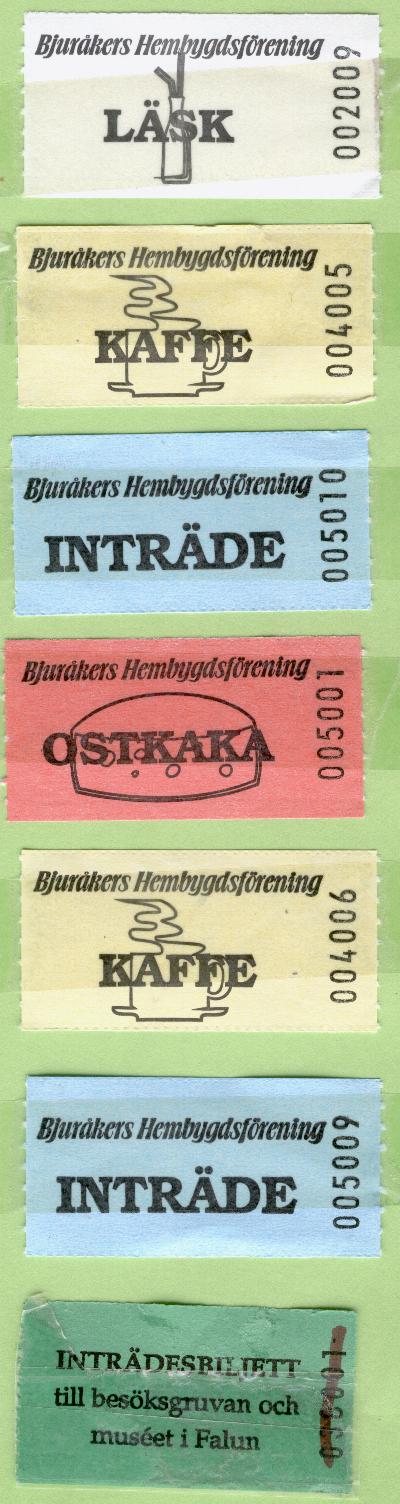 Bjuråkers Hembygdsförening
LÄSK
002009
Bjuråkers Hembygdsförening
KAFFE
004005
Bjuråkers Hembygdsförening
INTRÄDE
005010
Bjuråkers Hembygdsförening
OSTKAKA
005001
Bjuråkers Hembygdsförening
KAFFE
004006
Bjuråkers Hembygdsförening
INTRÄDE
005009
INTRÄDESBILJETT
till besöksgruvan och
muséet i Falun